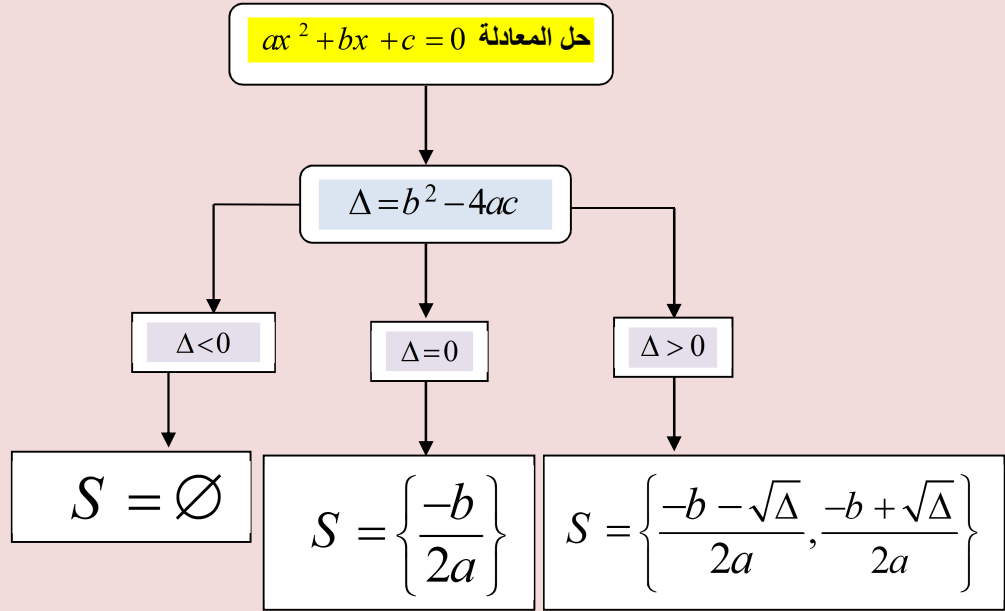 حل المعادلة ax² + bx + c = 0
Δ = b² − 4ac
Δ < 0
Δ = 0
Δ > 0
S = ∅
S = {−b / 2a}
S = {(−b − √Δ) / 2a , (−b + √Δ) / 2a}